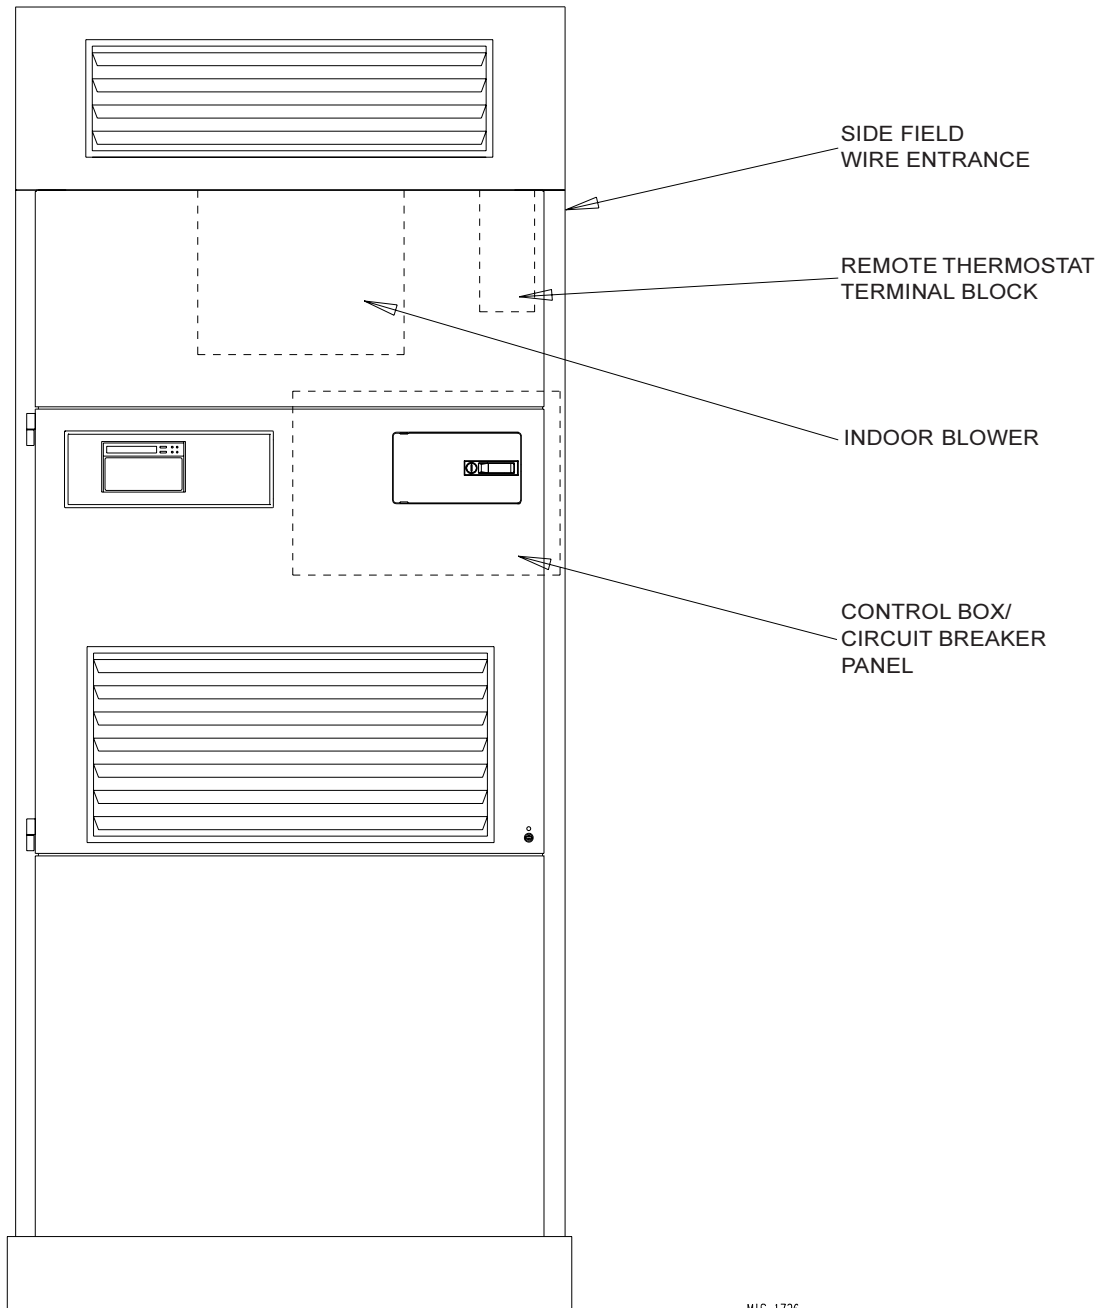 SIDE FIELD
WIRE ENTRANCE
REMOTE THERMOSTAT
TERMINAL BLOCK
INDOOR BLOWER
CONTROL BOX/
CIRCUIT BREAKER
PANEL